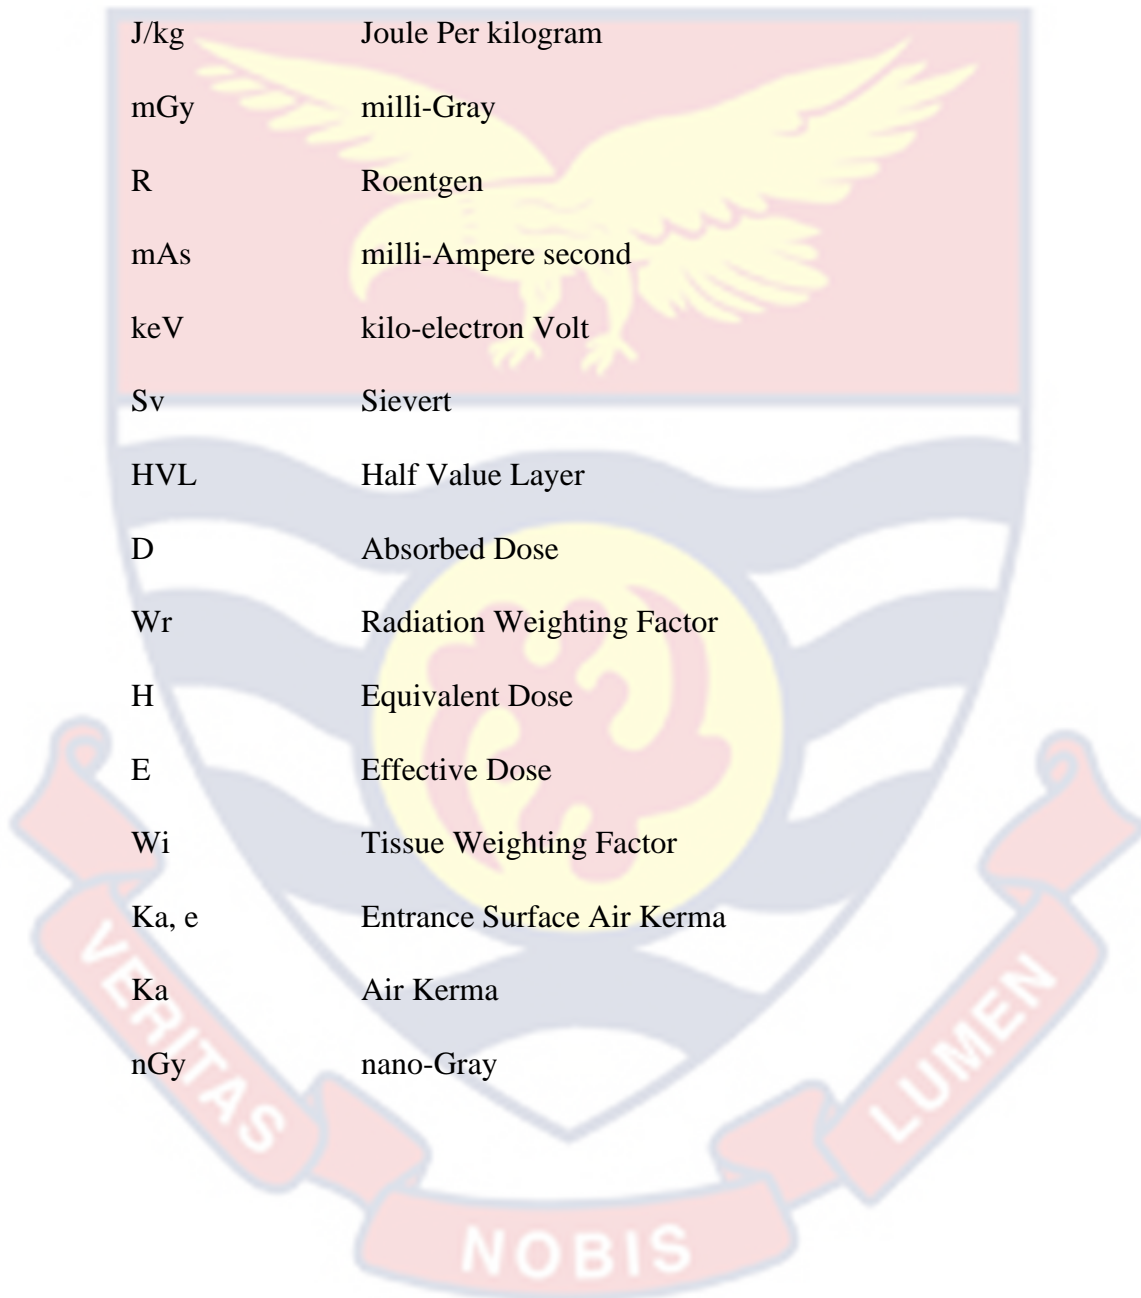 J/kg Joule Per kilogram
mGy milli-Gray
R Roentgen
mAs milli-Ampere second
keV kilo-electron Volt
Sv Sievert
HVL Half Value Layer
D Absorbed Dose
Wr Radiation Weighting Factor
H Equivalent Dose
E Effective Dose
Wi Tissue Weighting Factor
Ka, e Entrance Surface Air Kerma
Ka Air Kerma
nGy nano-Gray
VERITAS
NOBIS
LUMEN